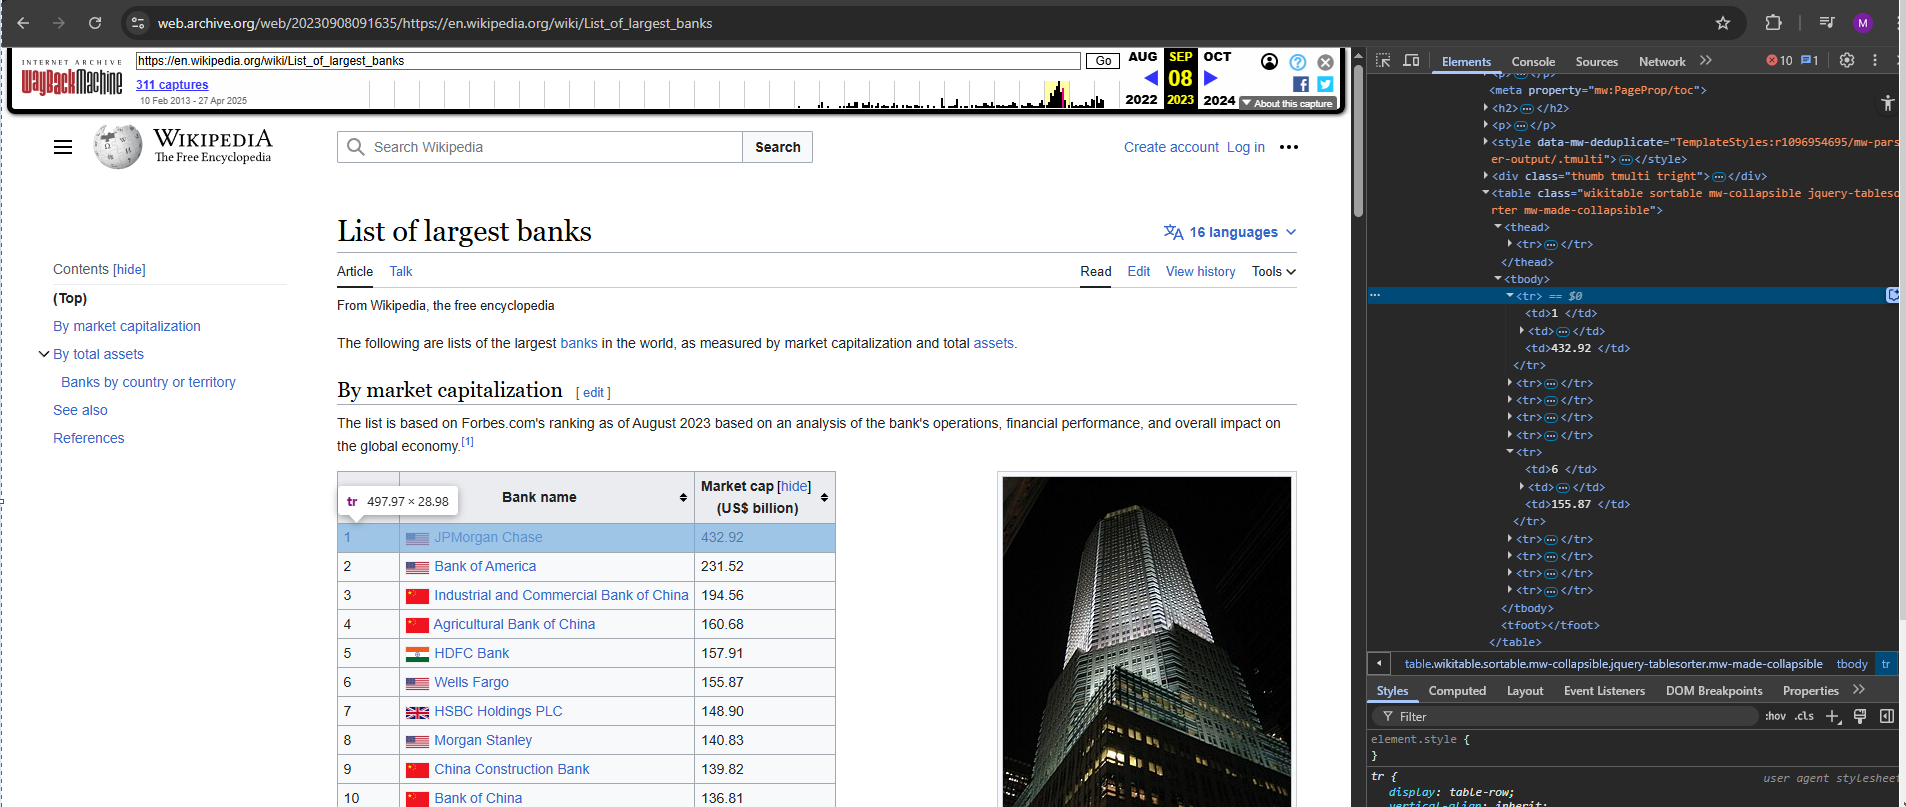 web.archive.org/web/20230908091635/https://en.wikipedia.org/wiki/List_of_largest_banks
M
INTERNET ARCHIVE
WayBackMachine
https://en.wikipedia.org/wiki/List_of_largest_banks
Go
311 captures
10 Feb 2013 - 27 Apr 2025
AUG SEP OCT
08
2022 2023 2024
About this capture
WIKIPEDIA
The Free Encyclopedia
Search Wikipedia
Search
Create account Log in
Contents [hide]
(Top)
By market capitalization
By total assets
Banks by country or territory
See also
References
List of largest banks
16 languages
Article Talk
Read Edit View history Tools
From Wikipedia, the free encyclopedia
The following are lists of the largest banks in the world, as measured by market capitalization and total assets.
By market capitalization [ edit ]
The list is based on Forbes.com's ranking as of August 2023 based on an analysis of the bank's operations, financial performance, and overall impact on
the global economy.[1]
tr 497.97 × 28.98
Bank name Market cap [hide]
(US$ billion)
1 JPMorgan Chase 432.92
2 Bank of America 231.52
3 Industrial and Commercial Bank of China 194.56
4 Agricultural Bank of China 160.68
5 HDFC Bank 157.91
6 Wells Fargo 155.87
7 HSBC Holdings PLC 148.90
8 Morgan Stanley 140.83
9 China Construction Bank 139.82
10 Bank of China 136.81
Elements Console Sources Network 10 1
<p> </p>
<meta property="mw:PageProp/toc">
<h2> </h2>
<p> </p>
<style data-mw-deduplicate="TemplateStyles:r1096954695/mw-pars
er-output/.tmulti"> </style>
<div class="thumb tmulti tright"> </div>
<table class="wikitable sortable mw-collapsible jquery-tableso
rter mw-made-collapsible">
<thead>
<tr> </tr>
</thead>
<tbody>
<tr> == $0
<td>1 </td>
<td> </td>
<td>432.92 </td>
</tr>
<tr> </tr>
<tr> </tr>
<tr> </tr>
<tr> </tr>
<tr>
<td>6 </td>
<td> </td>
<td>155.87 </td>
</tr>
<tr> </tr>
<tr> </tr>
<tr> </tr>
<tr> </tr>
</tbody>
<tfoot></tfoot>
</table>
table.wikitable.sortable.mw-collapsible.jquery-tablesorter.mw-made-collapsible tbody tr
Styles Computed Layout Event Listeners DOM Breakpoints Properties
Filter :hov .cls
element.style {
}
tr { user agent stylesheet
display: table-row;
vertical-align: inherit;